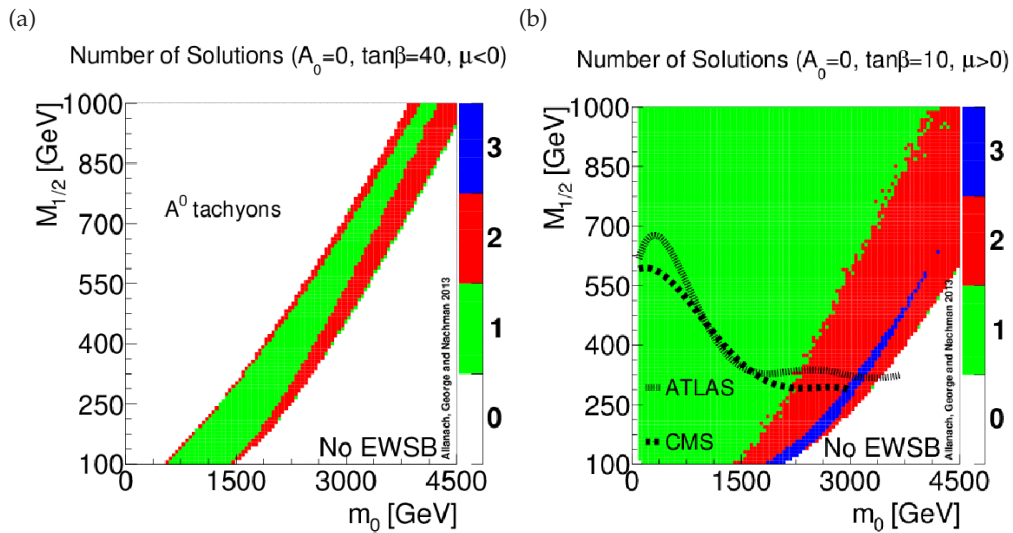 (a)
Number of Solutions (A₀=0, tanβ=40, μ<0)
M₁/₂ [GeV]
1000
850
700
550
400
250
100
A⁰ tachyons
No EWSB
Allanach, George and Nachman 2013
3
2
1
0
0
1500
3000
4500
m₀ [GeV]
(b)
Number of Solutions (A₀=0, tanβ=10, μ>0)
M₁/₂ [GeV]
1000
850
700
550
400
250
100
ATLAS
CMS
No EWSB
Allanach, George and Nachman 2013
3
2
1
0
0
1500
3000
4500
m₀ [GeV]